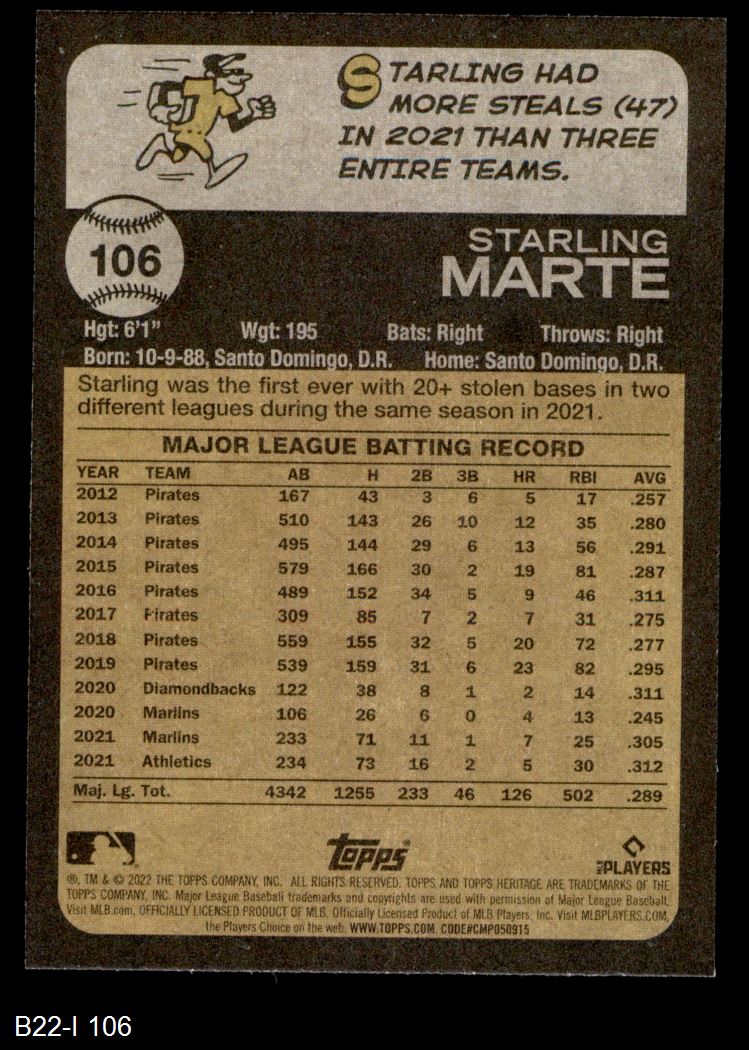 STARLING HAD
MORE STEALS (47)
IN 2021 THAN THREE
ENTIRE TEAMS.
106
STARLING
MARTE
Hgt: 6'1" Wgt: 195 Bats: Right Throws: Right
Born: 10-9-88, Santo Domingo, D.R. Home: Santo Domingo, D.R.
Starling was the first ever with 20+ stolen bases in two
different leagues during the same season in 2021.
MAJOR LEAGUE BATTING RECORD
YEAR TEAM AB H 2B 3B HR RBI AVG
2012 Pirates 167 43 3 6 5 17 .257
2013 Pirates 510 143 26 10 12 35 .280
2014 Pirates 495 144 29 6 13 56 .291
2015 Pirates 579 166 30 2 19 81 .287
2016 Pirates 489 152 34 5 9 46 .311
2017 Pirates 309 85 7 2 7 31 .275
2018 Pirates 559 155 32 5 20 72 .277
2019 Pirates 539 159 31 6 23 82 .295
2020 Diamondbacks 122 38 8 1 2 14 .311
2020 Marlins 106 26 6 0 4 13 .245
2021 Marlins 233 71 11 1 7 25 .305
2021 Athletics 234 73 16 2 5 30 .312
Maj. Lg. Tot. 4342 1255 233 46 126 502 .289
Topps
MLB PLAYERS
®, TM & © 2022 THE TOPPS COMPANY, INC. ALL RIGHTS RESERVED. TOPPS AND TOPPS HERITAGE ARE TRADEMARKS OF THE
TOPPS COMPANY, INC. Major League Baseball trademarks and copyrights are used with permission of Major League Baseball.
Visit MLB.com. OFFICIALLY LICENSED PRODUCT OF MLB. Officially Licensed Product of MLB Players, Inc. Visit MLBPLAYERS.COM,
the Players Choice on the web. WWW.TOPPS.COM. CODE#CMP050915
B22-I 106